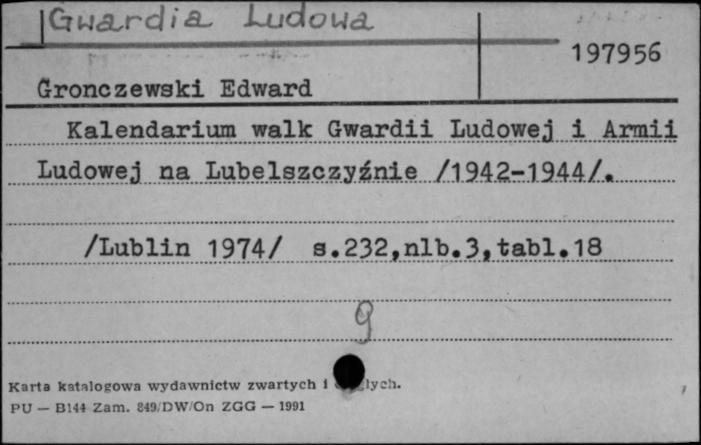 Gwardia Ludowa
197956
Gronczewski Edward
Kalendarium walk Gwardii Ludowej i Armii
Ludowej na Lubelszczyźnie /1942-1944/.
/Lublin 1974/ s.232,nlb.3,tabl.18
g
Karta katalogowa wydawnictw zwartych i
PU — B144 Zam. 849/DW/On ZGG — 1991